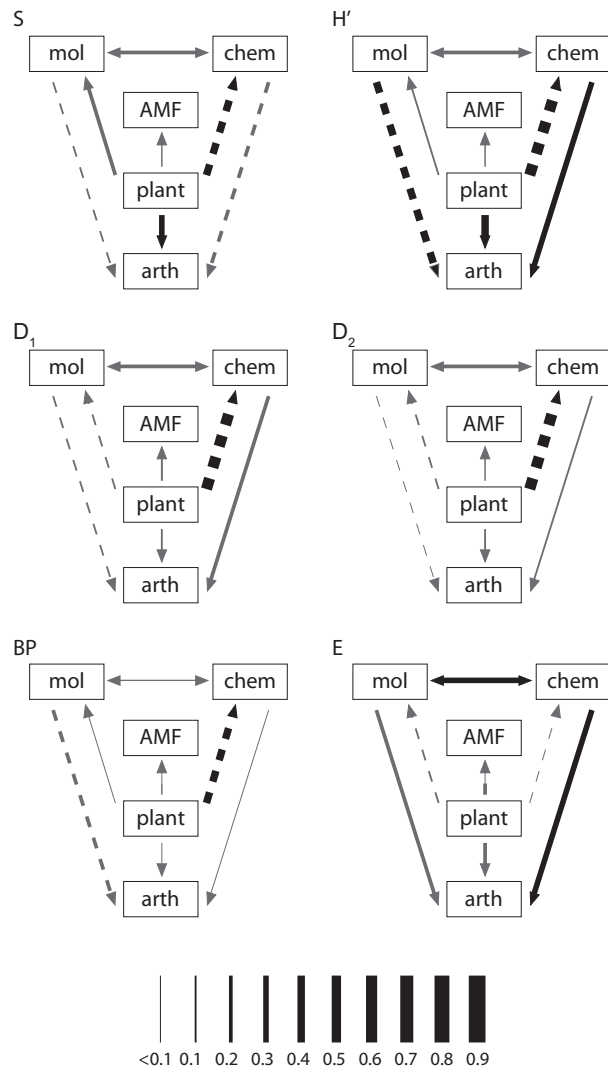 S
H’
mol
chem
mol
chem
AMF
AMF
plant
plant
arth
arth
D1
D2
mol
chem
mol
chem
AMF
AMF
plant
plant
arth
arth
BP
E
mol
chem
mol
chem
AMF
AMF
plant
plant
arth
arth
<0.1 0.1 0.2 0.3 0.4 0.5 0.6 0.7 0.8 0.9